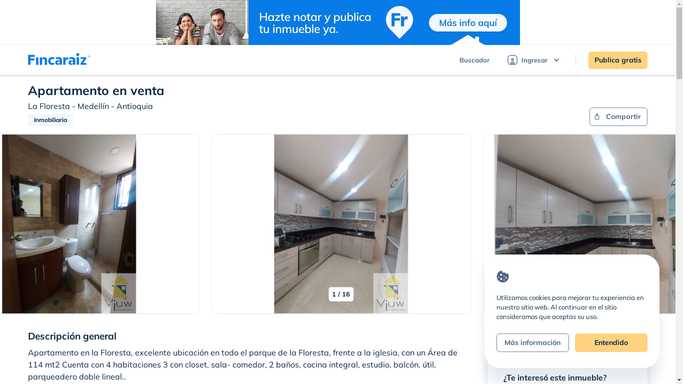 Hazte notar y publica
tu inmueble ya.
Fr
Más info aquí
Fincaraiz
Buscador
Ingresar
Publica gratis
Apartamento en venta
La Floresta - Medellín - Antioquia
Inmobiliaria
Compartir
Vjuw
1 / 16
Vjuw
Descripción general
Apartamento en la Floresta, excelente ubicación en todo el parque de la Floresta, frente a la iglesia, con un Área de
114 mt2 Cuenta con 4 habitaciones 3 con closet, sala- comedor, 2 baños, cocina integral, estudio, balcón, útil,
parqueadero doble lineal..
Utilizamos cookies para mejorar tu experiencia en
nuestro sitio web. Al continuar en el sitio
consideramos que aceptas su uso.
Más información
Entendido
¿Te interesó este inmueble?